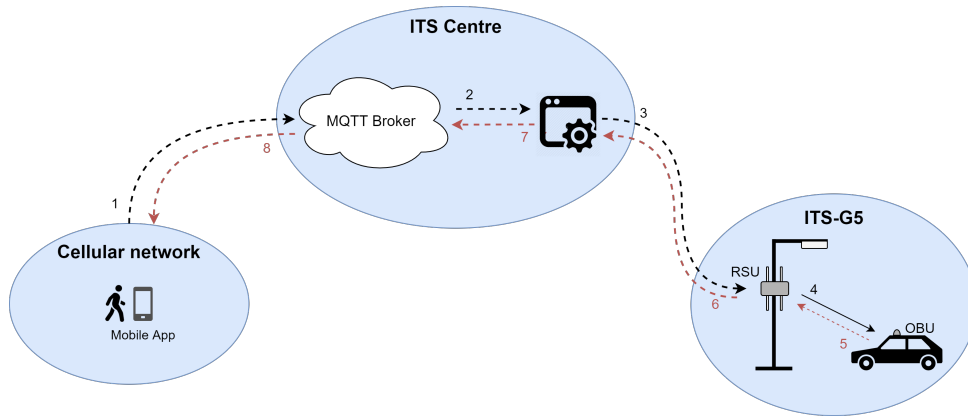 ITS Centre
2
3
MQTT Broker
7
8
1
ITS-G5
Cellular network
RSU
4
6
OBU
5
Mobile App